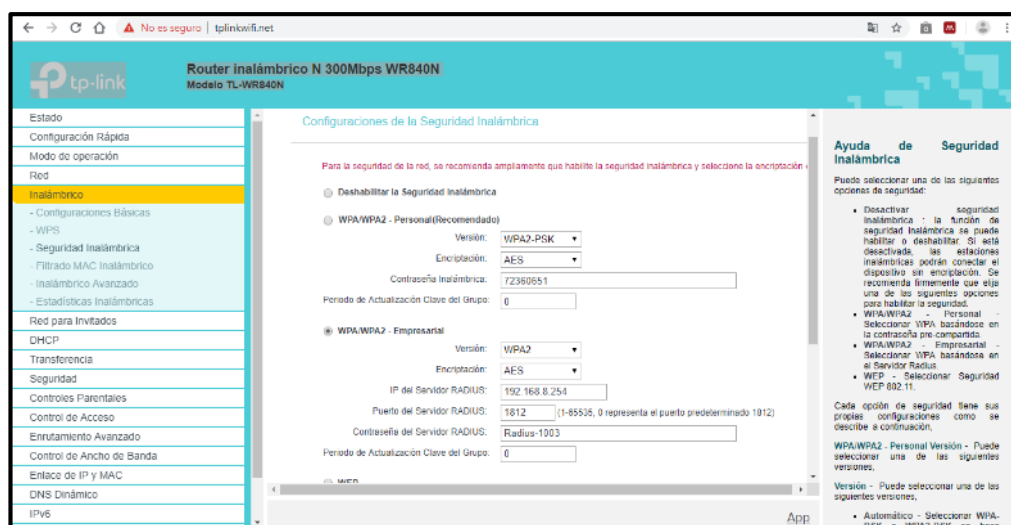 No es seguro | tplinkwifi.net
tp-link
Router inalámbrico N 300Mbps WR840N
Modelo TL-WR840N
Estado
Configuración Rápida
Modo de operación
Red
Inalámbrico
- Configuraciones Básicas
- WPS
- Seguridad Inalámbrica
- Filtrado MAC Inalámbrico
- Inalámbrico Avanzado
- Estadísticas Inalámbricas
Red para Invitados
DHCP
Transferencia
Seguridad
Controles Parentales
Control de Acceso
Enrutamiento Avanzado
Control de Ancho de Banda
Enlace de IP y MAC
DNS Dinámico
IPv6
Configuraciones de la Seguridad Inalámbrica
Para la seguridad de la red, se recomienda ampliamente que habilite la seguridad inalámbrica y seleccione la encriptación
Deshabilitar la Seguridad Inalámbrica
WPA/WPA2 - Personal(Recomendado)
Versión: WPA2-PSK
Encriptación: AES
Contraseña Inalámbrica: 72360651
Periodo de Actualización Clave del Grupo: 0
WPA/WPA2 - Empresarial
Versión: WPA2
Encriptación: AES
IP del Servidor RADIUS: 192.168.8.254
Puerto del Servidor RADIUS: 1812 (1-65535, 0 representa el puerto predeterminado 1812)
Contraseña del Servidor RADIUS: Radius-1003
Periodo de Actualización Clave del Grupo: 0
WEP
App
Ayuda de Seguridad
Inalámbrica
Puede seleccionar una de las siguientes
opciones de seguridad:
• Desactivar seguridad
inalámbrica : la función de
seguridad inalámbrica se puede
habilitar o deshabilitar. Si está
desactivada, las estaciones
inalámbricas podrán conectar el
dispositivo sin encriptación. Se
recomienda firmemente que elija
una de las siguientes opciones
para habilitar la seguridad.
• WPA/WPA2 - Personal -
Seleccionar WPA basándose en
la contraseña pre-compartida.
• WPA/WPA2 - Empresarial -
Seleccionar WPA basándose en
el Servidor Radius.
• WEP - Seleccionar Seguridad
WEP 802.11.
Cada opción de seguridad tiene sus
propias configuraciones como se
describe a continuación,
WPA/WPA2 - Personal Versión - Puede
seleccionar una de las siguientes
versiones,
Versión - Puede seleccionar una de las
siguientes versiones,
• Automático - Seleccionar WPA-